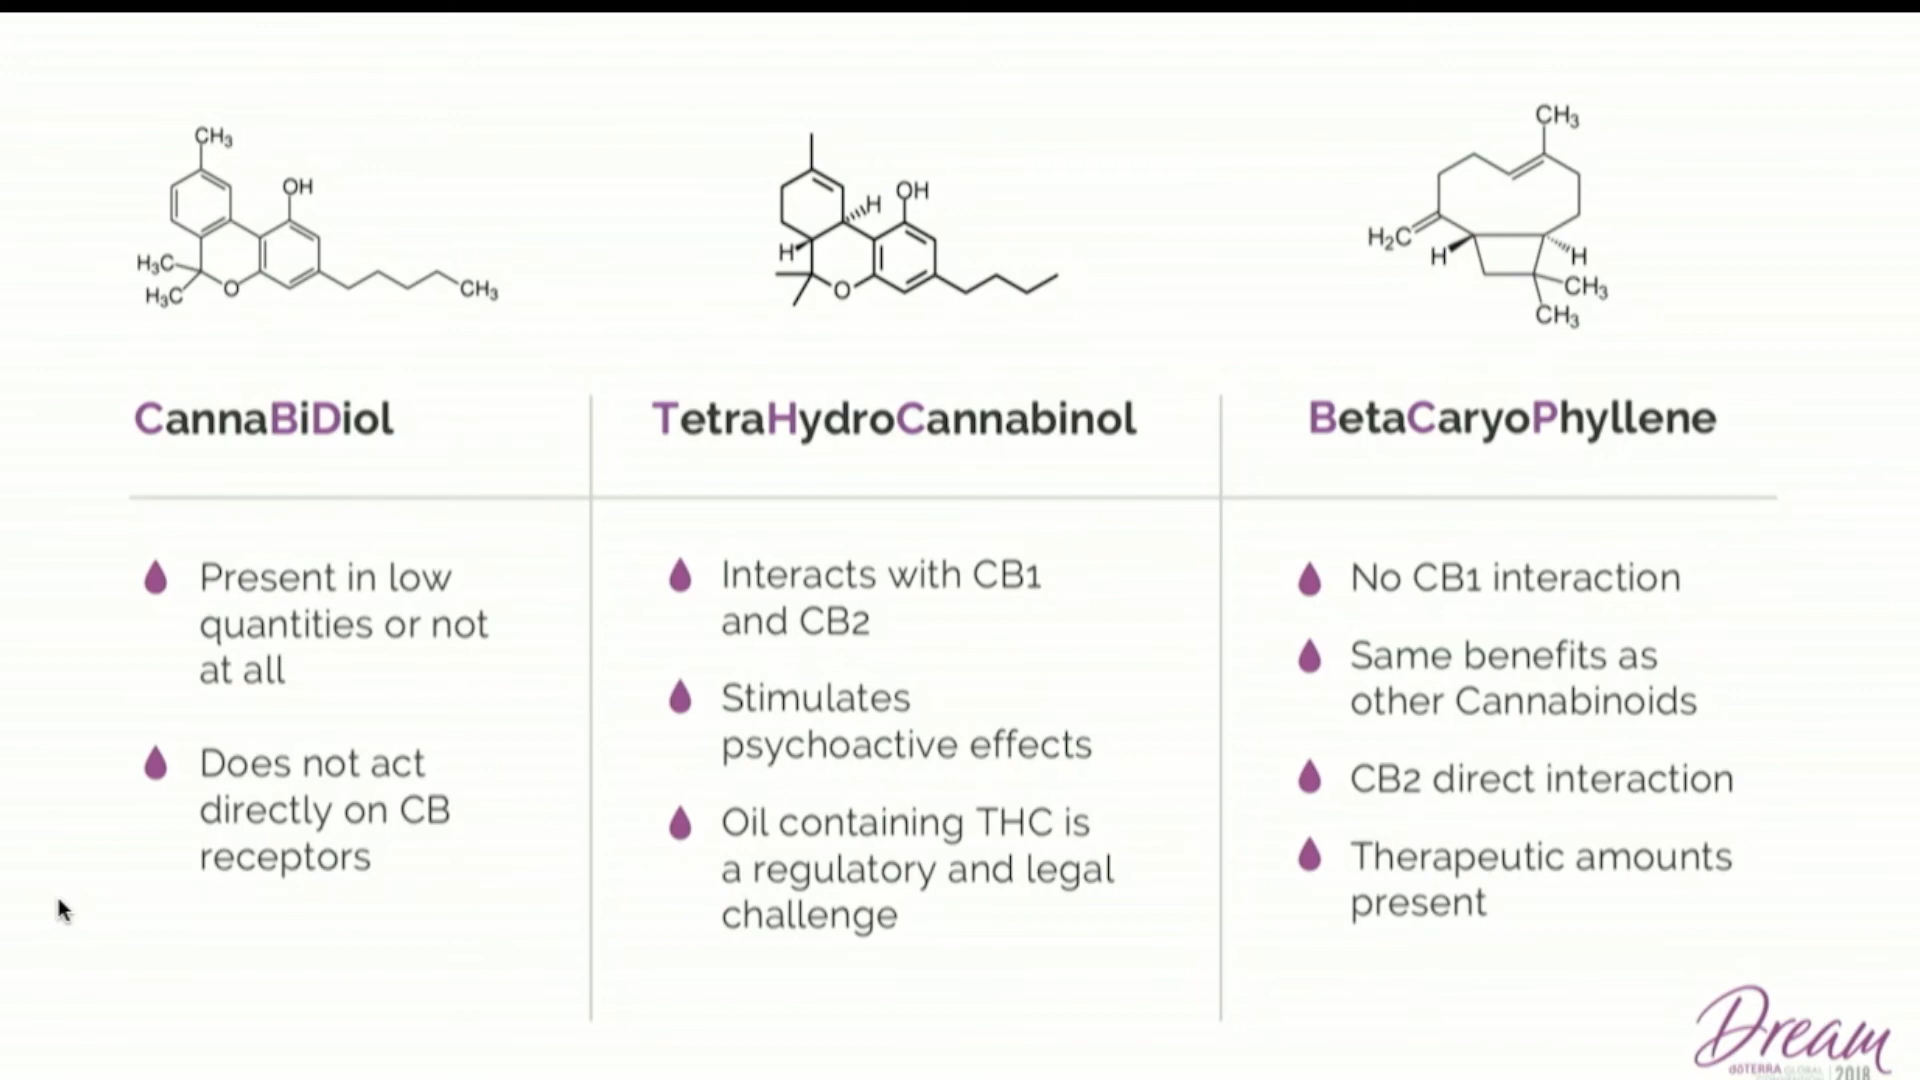 CH3
OH
H3C
H3C
O
CH3
H
OH
H
O
CH3
H2C
H
H
CH3
CH3
CannaBiDiol
TetraHydroCannabinol
BetaCaryoPhyllene
Present in low
quantities or not
at all
Does not act
directly on CB
receptors
Interacts with CB1
and CB2
Stimulates
psychoactive effects
Oil containing THC is
a regulatory and legal
challenge
No CB1 interaction
Same benefits as
other Cannabinoids
CB2 direct interaction
Therapeutic amounts
present
Dream
dōTERRA GLOBAL
2018